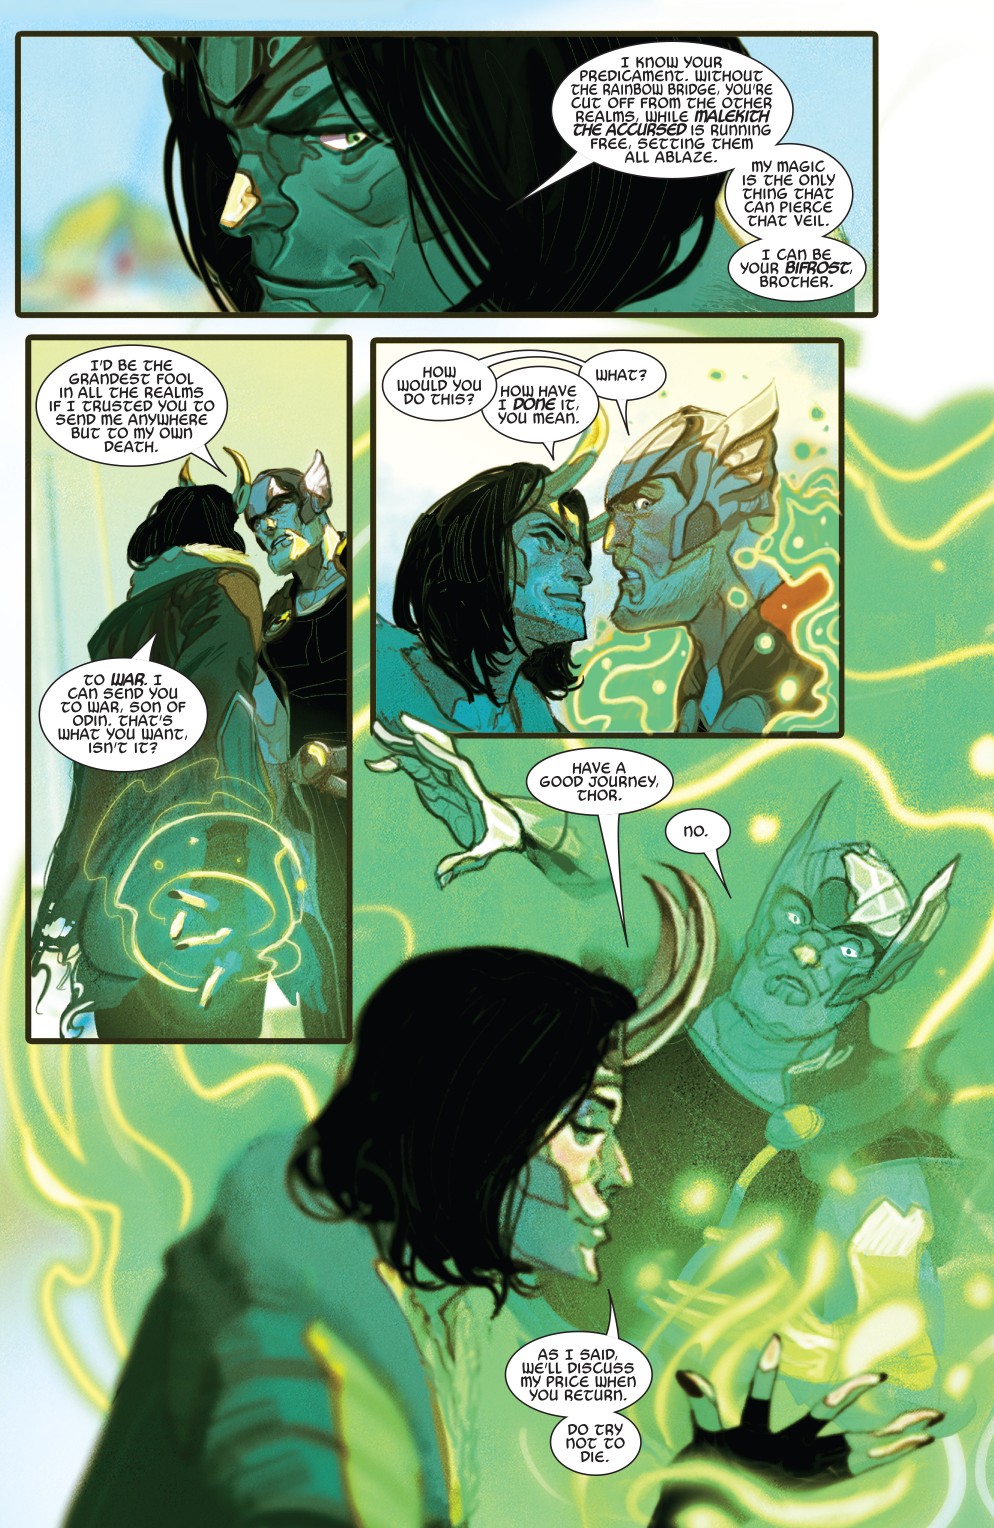 I KNOW YOUR
PREDICAMENT. WITHOUT
THE RAINBOW BRIDGE, YOU'RE
CUT OFF FROM THE OTHER
REALMS, WHILE MALEKITH
THE ACCURSED IS RUNNING
FREE, SETTING THEM
ALL ABLAZE.
MY MAGIC
IS THE ONLY
THING THAT
CAN PIERCE
THAT VEIL.
I CAN BE
YOUR BIFROST,
BROTHER.
I'D BE THE
GRANDEST FOOL
IN ALL THE REALMS
IF I TRUSTED YOU TO
SEND ME ANYWHERE
BUT TO MY OWN
DEATH.
TO WAR. I
CAN SEND YOU
TO WAR, SON OF
ODIN. THAT'S
WHAT YOU WANT,
ISN'T IT?
HOW
WOULD YOU
DO THIS?
HOW HAVE
I DONE IT,
YOU MEAN.
WHAT?
HAVE A
GOOD JOURNEY,
THOR.
NO.
AS I SAID,
WE'LL DISCUSS
MY PRICE WHEN
YOU RETURN.
DO TRY
NOT TO
DIE.